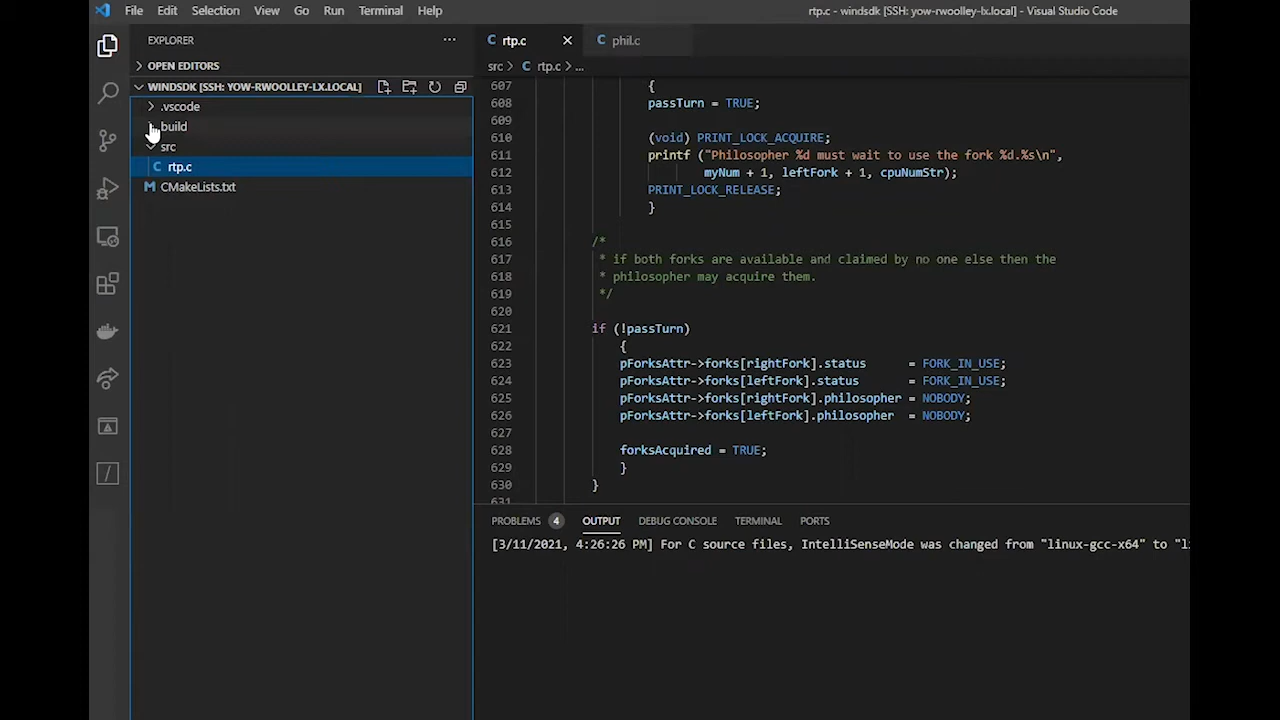 File Edit Selection View Go Run Terminal Help
rtp.c - windsdk [SSH: yow-rwoolley-lx.local] - Visual Studio Code
EXPLORER
OPEN EDITORS
WINDSDK [SSH: YOW-RWOOLLEY-LX.LOCAL]
.vscode
build
src
C rtp.c
M CMakeLists.txt
C rtp.c
C phil.c
src > C rtp.c > ...
607 {
608 passTurn = TRUE;
609
610 (void) PRINT_LOCK_ACQUIRE;
611 printf ("Philosopher %d must wait to use the fork %d.%s\n",
612 myNum + 1, leftFork + 1, cpuNumStr);
613 PRINT_LOCK_RELEASE;
614 }
615
616 /*
617 * if both forks are available and claimed by no one else then the
618 * philosopher may acquire them.
619 */
620
621 if (!passTurn)
622 {
623 pForksAttr->forks[rightFork].status = FORK_IN_USE;
624 pForksAttr->forks[leftFork].status = FORK_IN_USE;
625 pForksAttr->forks[rightFork].philosopher = NOBODY;
626 pForksAttr->forks[leftFork].philosopher = NOBODY;
627
628 forksAcquired = TRUE;
629 }
630 }
631
PROBLEMS 4 OUTPUT DEBUG CONSOLE TERMINAL PORTS
[3/11/2021, 4:26:26 PM] For C source files, IntelliSenseMode was changed from "linux-gcc-x64" to "l